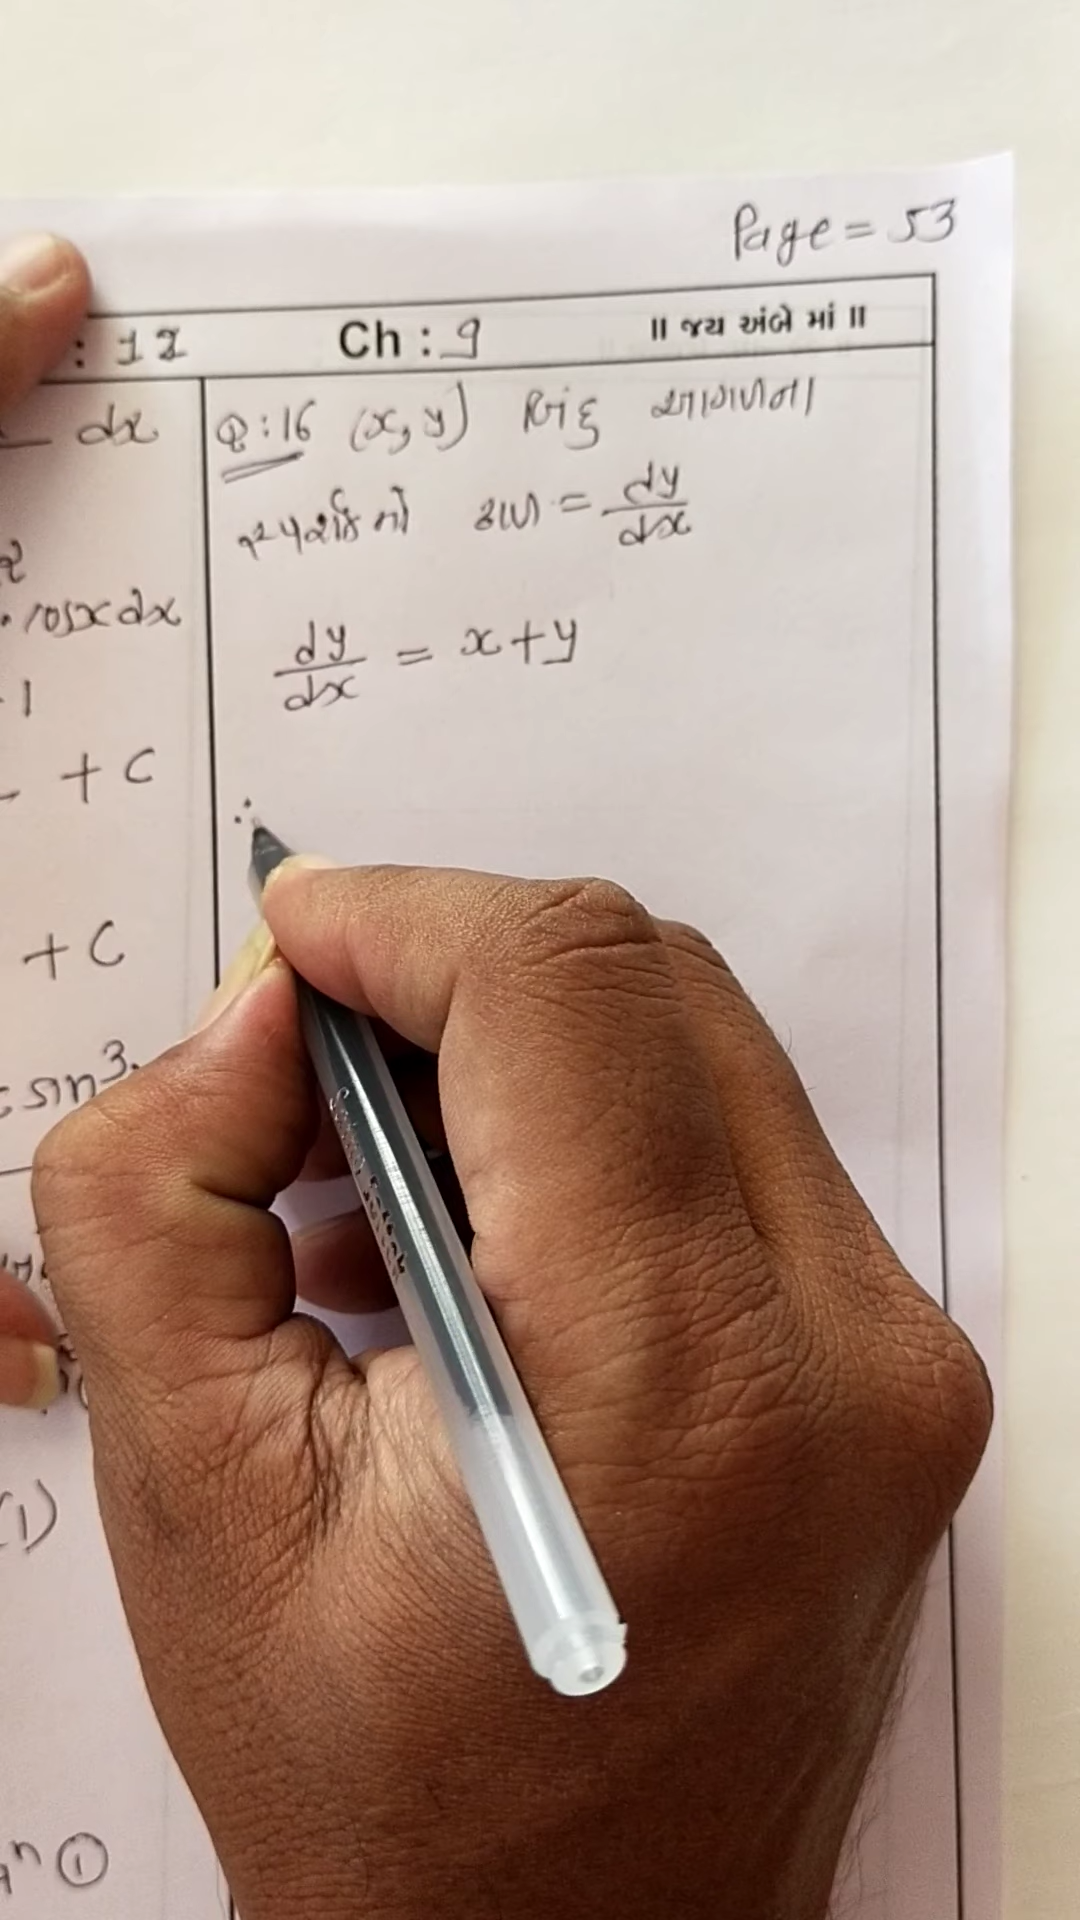 Page = 53
: 12 Ch : 9 ॥ જય અંબે માં ॥
dx
. cosx dx
+ C
+ C
sin³
(1)
①
Q:16 (x, y) બિંદુ આગળના
સ્પર્શકનો ઢાળ = dy/dx
dy/dx = x + y
∴